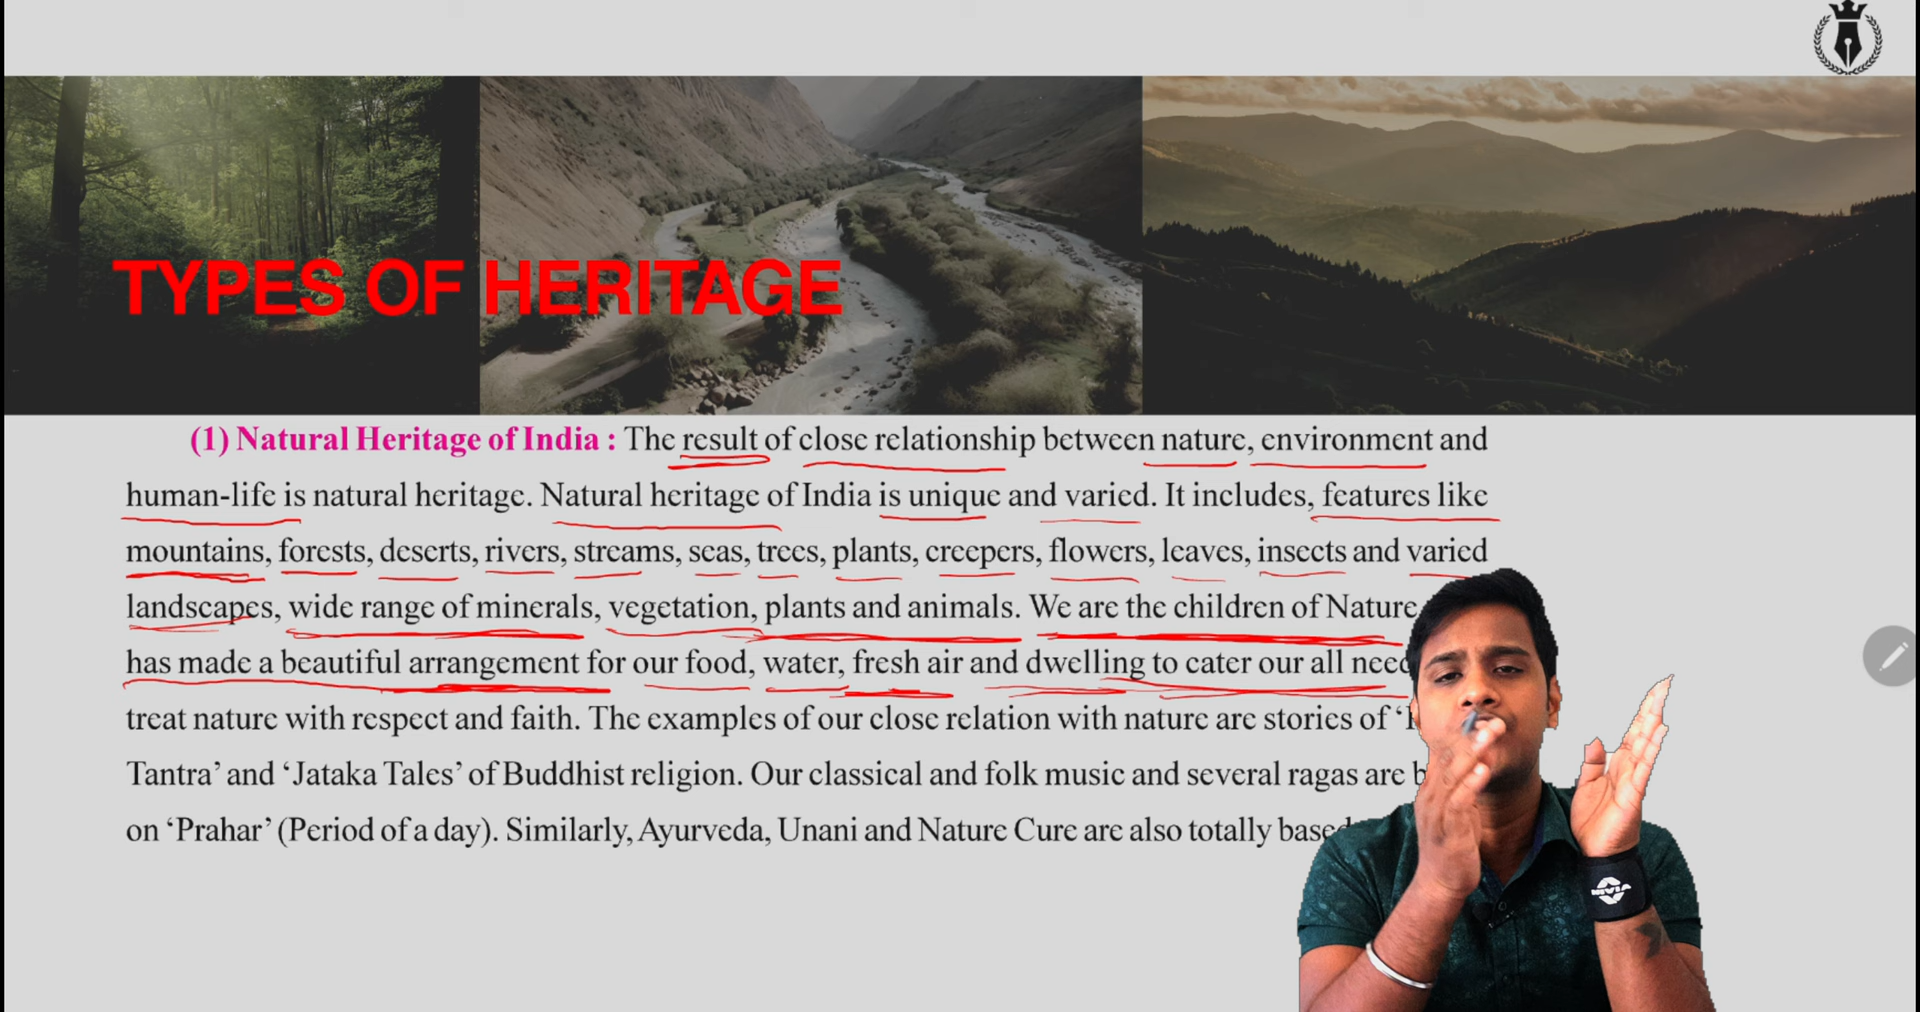 TYPES OF HERITAGE
(1) Natural Heritage of India : The result of close relationship between nature, environment and
human-life is natural heritage. Natural heritage of India is unique and varied. It includes, features like
mountains, forests, deserts, rivers, streams, seas, trees, plants, creepers, flowers, leaves, insects and varied
landscapes, wide range of minerals, vegetation, plants and animals. We are the children of Nature
has made a beautiful arrangement for our food, water, fresh air and dwelling to cater our all
treat nature with respect and faith. The examples of our close relation with nature are stories of
Tantra’ and ‘Jataka Tales’ of Buddhist religion. Our classical and folk music and several ragas are
on ‘Prahar’ (Period of a day). Similarly, Ayurveda, Unani and Nature Cure are also totally based
NIVIA